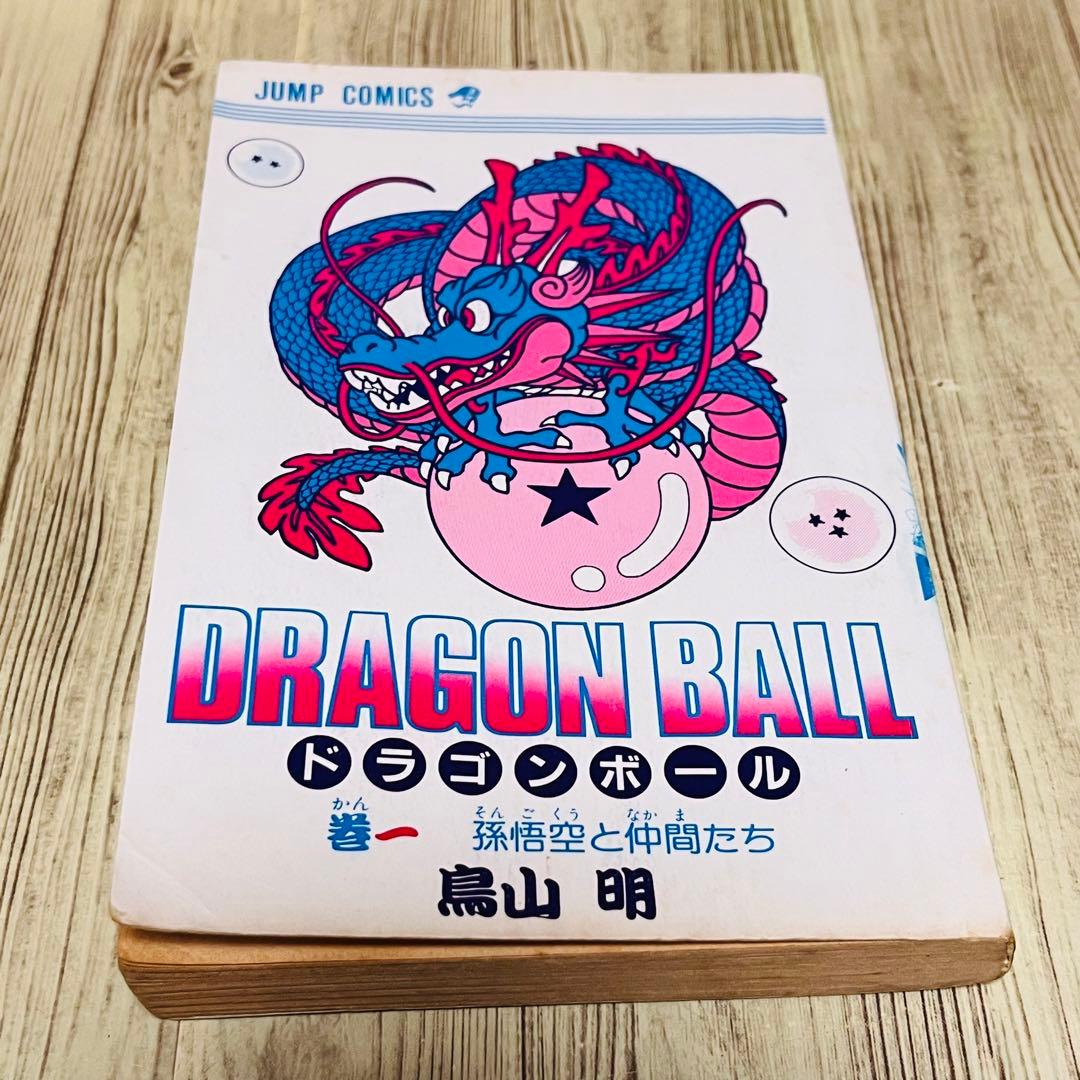 JUMP COMICS
DRAGON BALL
ドラゴンボール
かん そんごくう なかま
巻一 孫悟空と仲間たち
鳥山 明